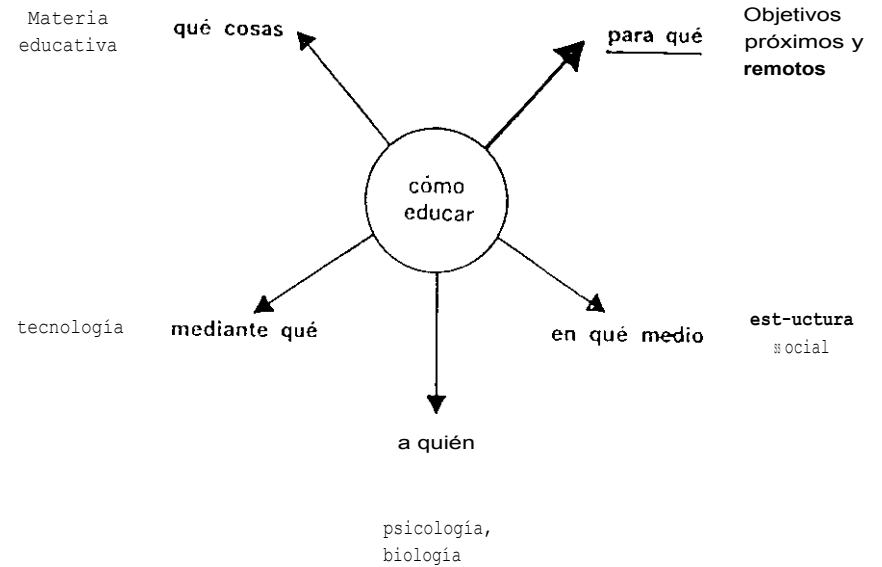 Materia
educativa
qué cosas
para qué
Objetivos
próximos y
remotos
cómo
educar
tecnología
mediante qué
en qué medio
est-uctura
social
a quién
psicología,
biología